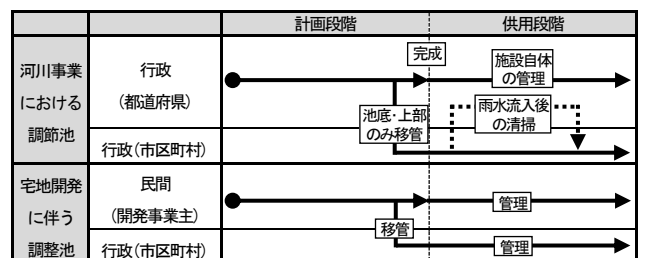 計画段階 供用段階
河川事業
における
調節池
行政
(都道府県)
行政(市区町村)
完成
施設自体
の管理
池底・上部
のみ移管
雨水流入後
の清掃
宅地開発
に伴う
調整池
民間
(開発事業主)
行政(市区町村)
管理
移管
管理